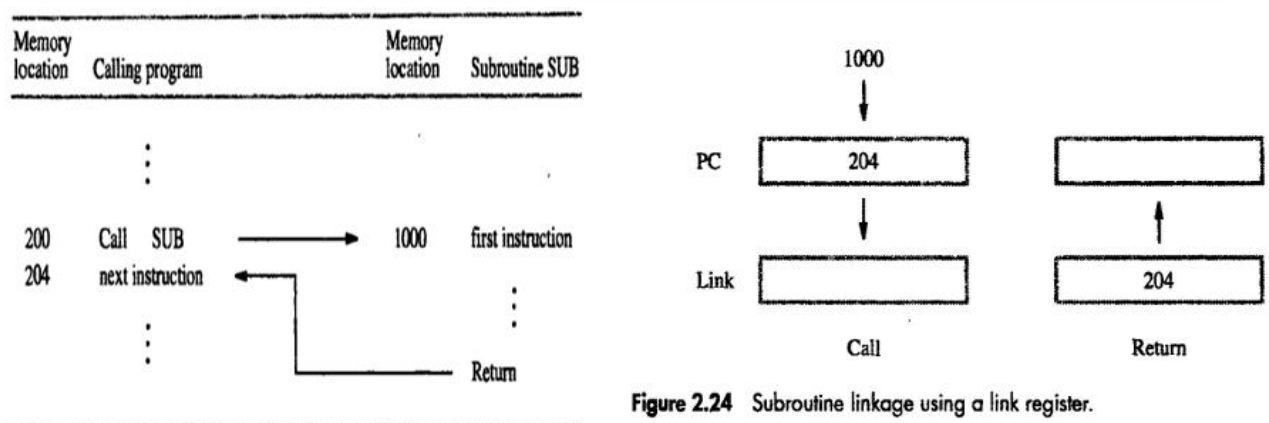 Memory location Calling program Memory location Subroutine SUB
200 Call SUB 1000 first instruction
204 next instruction
Return
1000
PC 204
Link 204
Call Return
Figure 2.24 Subroutine linkage using a link register.